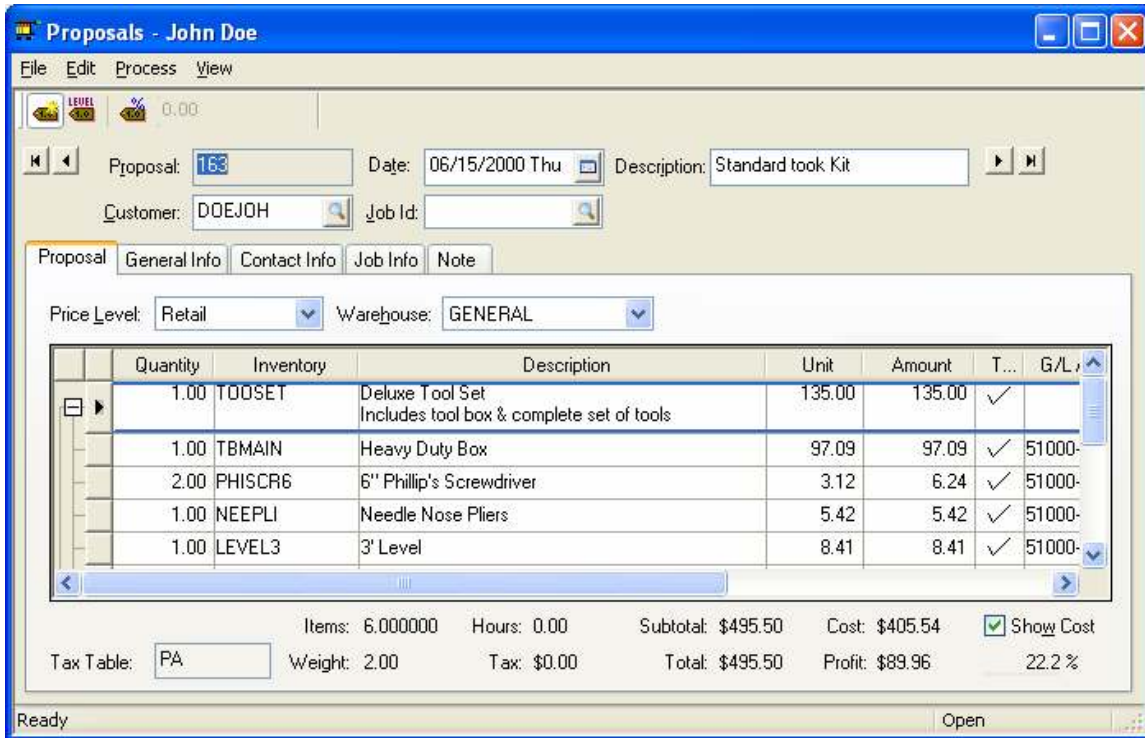 Proposals - John Doe
File Edit Process View
LEVEL % 0.00
Proposal: 163 Date: 06/15/2000 Thu Description: Standard took Kit
Customer: DOEJOH Job Id:
Proposal General Info Contact Info Job Info Note
Price Level: Retail Warehouse: GENERAL
Quantity Inventory Description Unit Amount T... G/L
1.00 TOOSET Deluxe Tool Set 135.00 135.00
Includes tool box & complete set of tools
1.00 TBMAIN Heavy Duty Box 97.09 97.09 51000-
2.00 PHISCR6 6" Phillip's Screwdriver 3.12 6.24 51000-
1.00 NEEPLI Needle Nose Pliers 5.42 5.42 51000-
1.00 LEVEL3 3' Level 8.41 8.41 51000-
Items: 6.000000 Hours: 0.00 Subtotal: $495.50 Cost: $405.54 Show Cost
Tax Table: PA Weight: 2.00 Tax: $0.00 Total: $495.50 Profit: $89.96 22.2 %
Ready Open